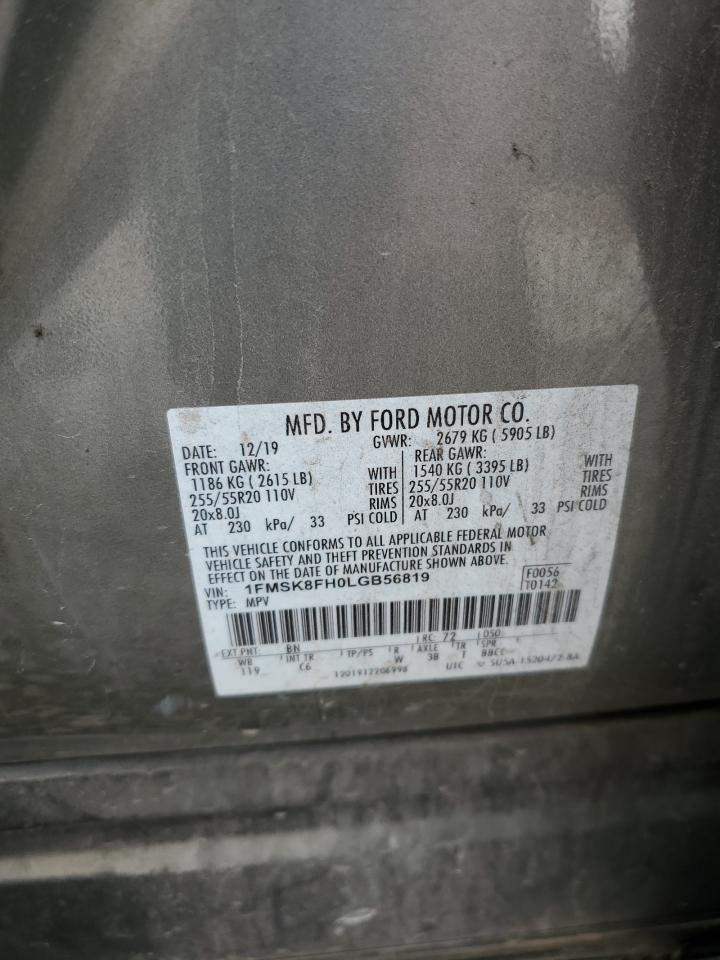 MFD. BY FORD MOTOR CO.
DATE: 12/19 GVWR: 2679 KG ( 5905 LB)
FRONT GAWR: REAR GAWR:
1186 KG ( 2615 LB) WITH 1540 KG ( 3395 LB) WITH
255/55R20 110V TIRES 255/55R20 110V TIRES
20x8.0J RIMS 20x8.0J RIMS
AT 230 kPa/ 33 PSI COLD AT 230 kPa/ 33 PSI COLD
THIS VEHICLE CONFORMS TO ALL APPLICABLE FEDERAL MOTOR
VEHICLE SAFETY AND THEFT PREVENTION STANDARDS IN
EFFECT ON THE DATE OF MANUFACTURE SHOWN ABOVE.
VIN: 1FMSK8FH0LGB56819 F0056
TYPE: MPV T0142
EXT PNT: BN RC: 72 DSO:
WB INT TR TP/PS R AXLE TR SPR
119 C6 W 3B T BBCC
1201912206998 UTC